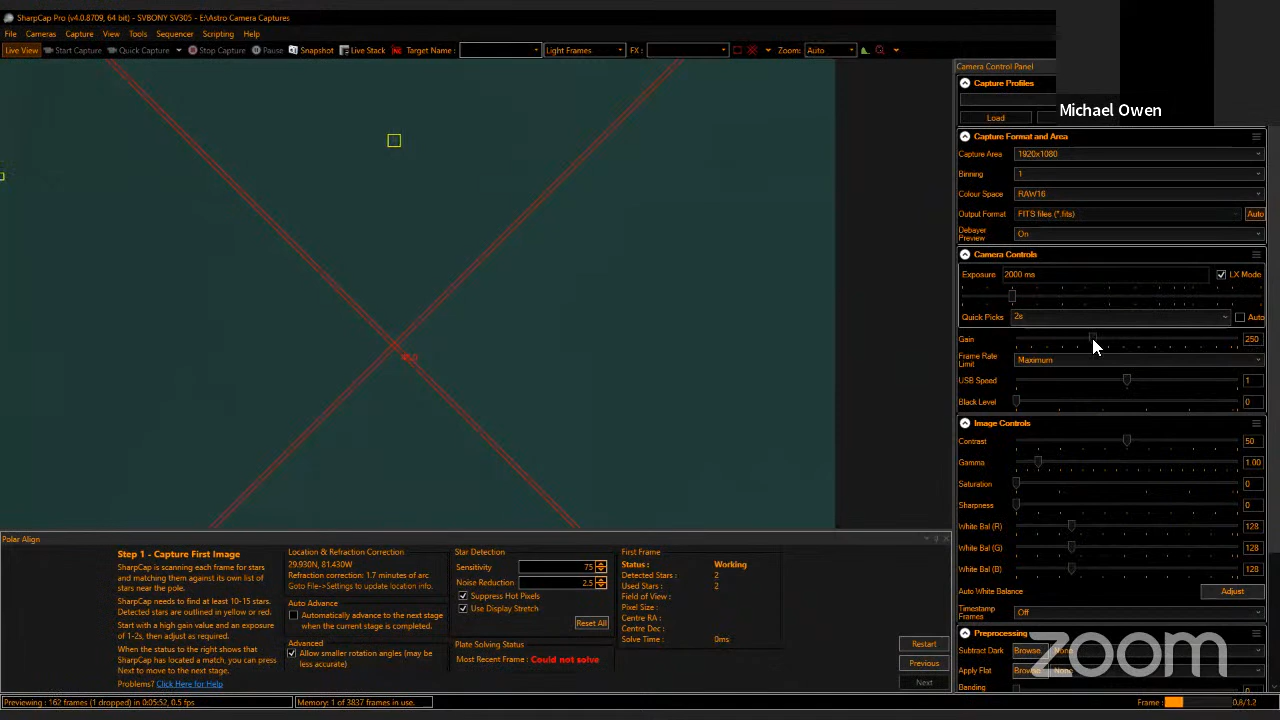 SharpCap Pro (v4.0.8709, 64 bit) - SVBONY SV305 - E:\Astro Camera Captures
File Cameras Capture View Tools Sequencer Scripting Help
Live View Start Capture Quick Capture Stop Capture Pause Snapshot Live Stack Target Name: Light Frames FX: Zoom: Auto
Camera Control Panel
Capture Profiles
Michael Owen
Load
Capture Format and Area
Capture Area 1920x1080
Binning 1
Colour Space RAW16
Output Format FITS files (*.fits) Auto
Debayer Preview On
Camera Controls
Exposure 2000 ms LX Mode
Quick Picks 2s Auto
Gain 250
Frame Rate Limit Maximum
USB Speed 1
Black Level 0
Image Controls
Contrast 50
Gamma 1.00
Saturation 0
Sharpness 0
White Bal (R) 128
White Bal (G) 128
White Bal (B) 128
Auto White Balance Adjust
Timestamp Frames Off
Preprocessing
Subtract Dark Browse None
Apply Flat Browse None
Banding
Polar Align
Step 1 - Capture First Image
SharpCap is scanning each frame for
stars and matching them against its own list of
stars near the pole.
SharpCap needs to find at least 10-15 stars.
Detected stars are outlined in yellow or red.
Start with a high gain value and an exposure
of 1-2s, then adjust as required.
When the status to the right shows that
SharpCap has located a match, you can press
Next to move to the next stage.
Problems? Click Here for Help
Location & Refraction Correction
29.930N, 81.430W
Refraction correction: 1.7 minutes of arc
Goto File->Settings to update location info.
Auto Advance
Automatically advance to the next stage
when the current stage is completed.
Advanced
Allow smaller rotation angles (may be
less accurate)
Star Detection
Sensitivity 75
Noise Reduction 2.5
Suppress Hot Pixels
Use Display Stretch
Reset All
Plate Solving Status
Most Recent Frame : Could not solve
First Frame
Status : Working
Detected Stars : 2
Used Stars : 2
Field of View :
Pixel Size :
Centre RA :
Centre Dec :
Solve Time : 0ms
Restart
Previous
Next
zoom
Previewing : 162 frames (1 dropped) in 0:05:52, 0.5 fps
Memory: 1 of 3837 frames in use.
Frame : 0.8/1.2